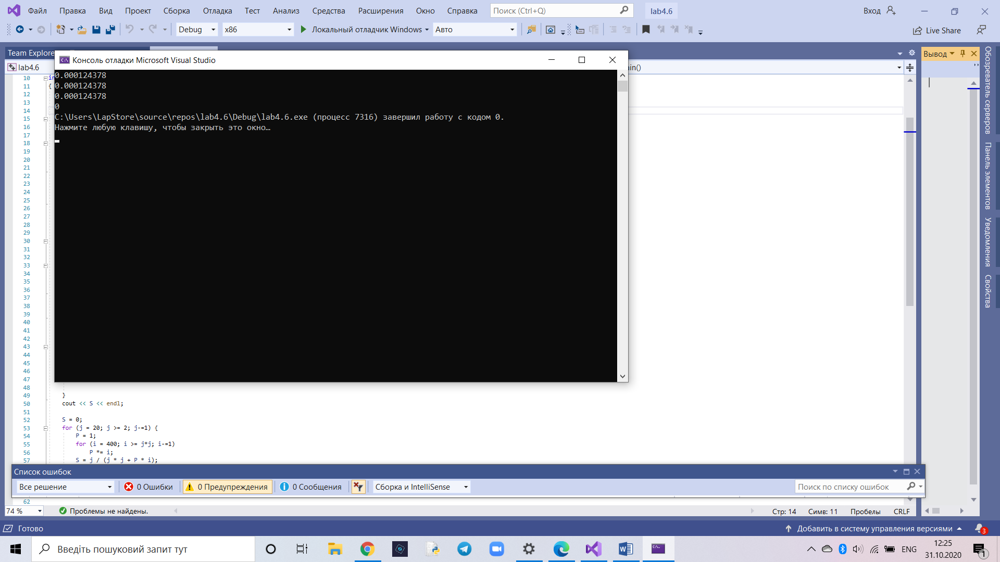 Файл Правка Вид Проект Сборка Отладка Тест Анализ Средства Расширения Окно Справка Поиск (Ctrl+Q) lab4.6 Вход
Debug x86 Локальный отладчик Windows Авто Live Share
Team Explore
Вывод
Консоль отладки Microsoft Visual Studio
lab4.6
in()
0.000124378
0.000124378
0.000124378
0
C:\Users\LapStore\source\repos\lab4.6\Debug\lab4.6.exe (процесс 7316) завершил работу с кодом 0.
Нажмите любую клавишу, чтобы закрыть это окно…
10 in
11 {
12
13
14
15
16
17
18
19
20
21
22
23
24
25
26
27
28
29
30
31
32
33
34
35
36
37
38
39
40
41
42
43
44
45
46
47
48
49 }
50 cout << S << endl;
51
52 S = 0;
53 for (j = 20; j >= 2; j-=1) {
54 P = 1;
55 for (i = 400; i >= j*j; i-=1)
56 P *= i;
57 S = j / (j * j + P * i);
Обозреватель серверов
Панель элементов
Уведомления
Свойства
Список ошибок
Все решение 0 Ошибки 0 Предупреждения 0 Сообщения Сборка и IntelliSense Поиск по списку ошибок
62
74 % Проблемы не найдены. Стр: 14 Симв: 11 Пробелы CRLF
Готово Добавить в систему управления версиями 3
Введіть пошуковий запит тут ENG 12:25
31.10.2020 1